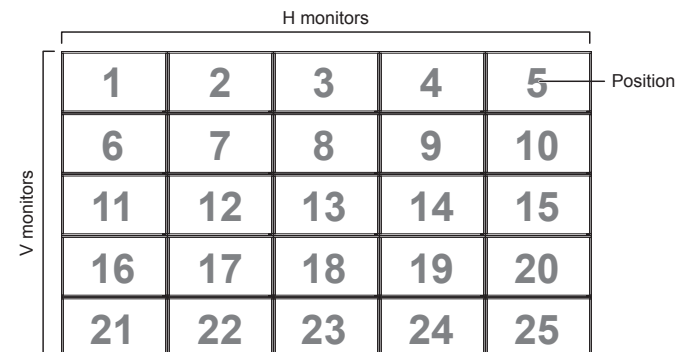 H monitors
1 2 3 4 5 Position
6 7 8 9 10
V monitors
11 12 13 14 15
16 17 18 19 20
21 22 23 24 25